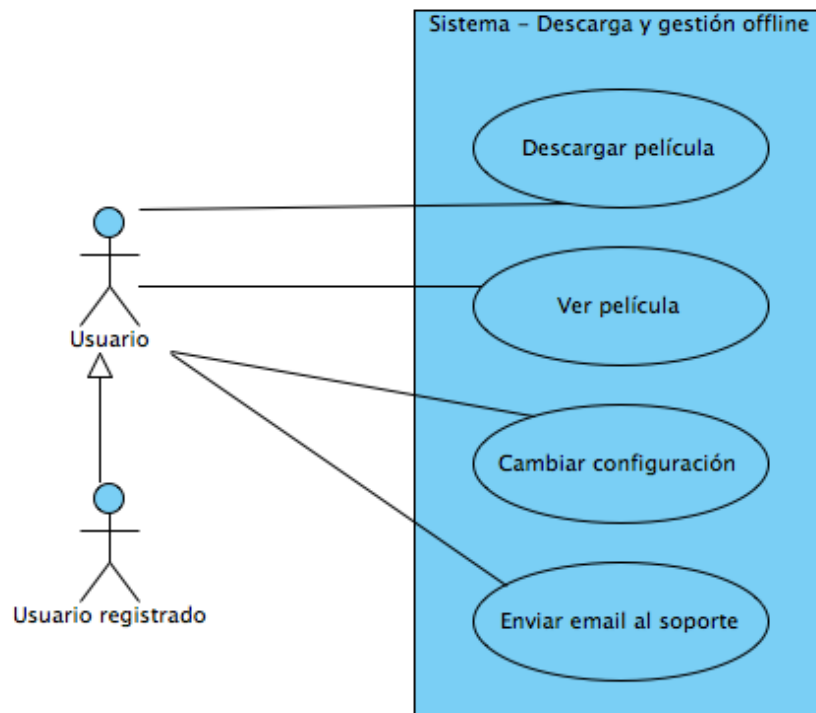 Sistema – Descarga y gestión offline
Descargar película
Ver película
Usuario
Cambiar configuración
Usuario registrado
Enviar email al soporte